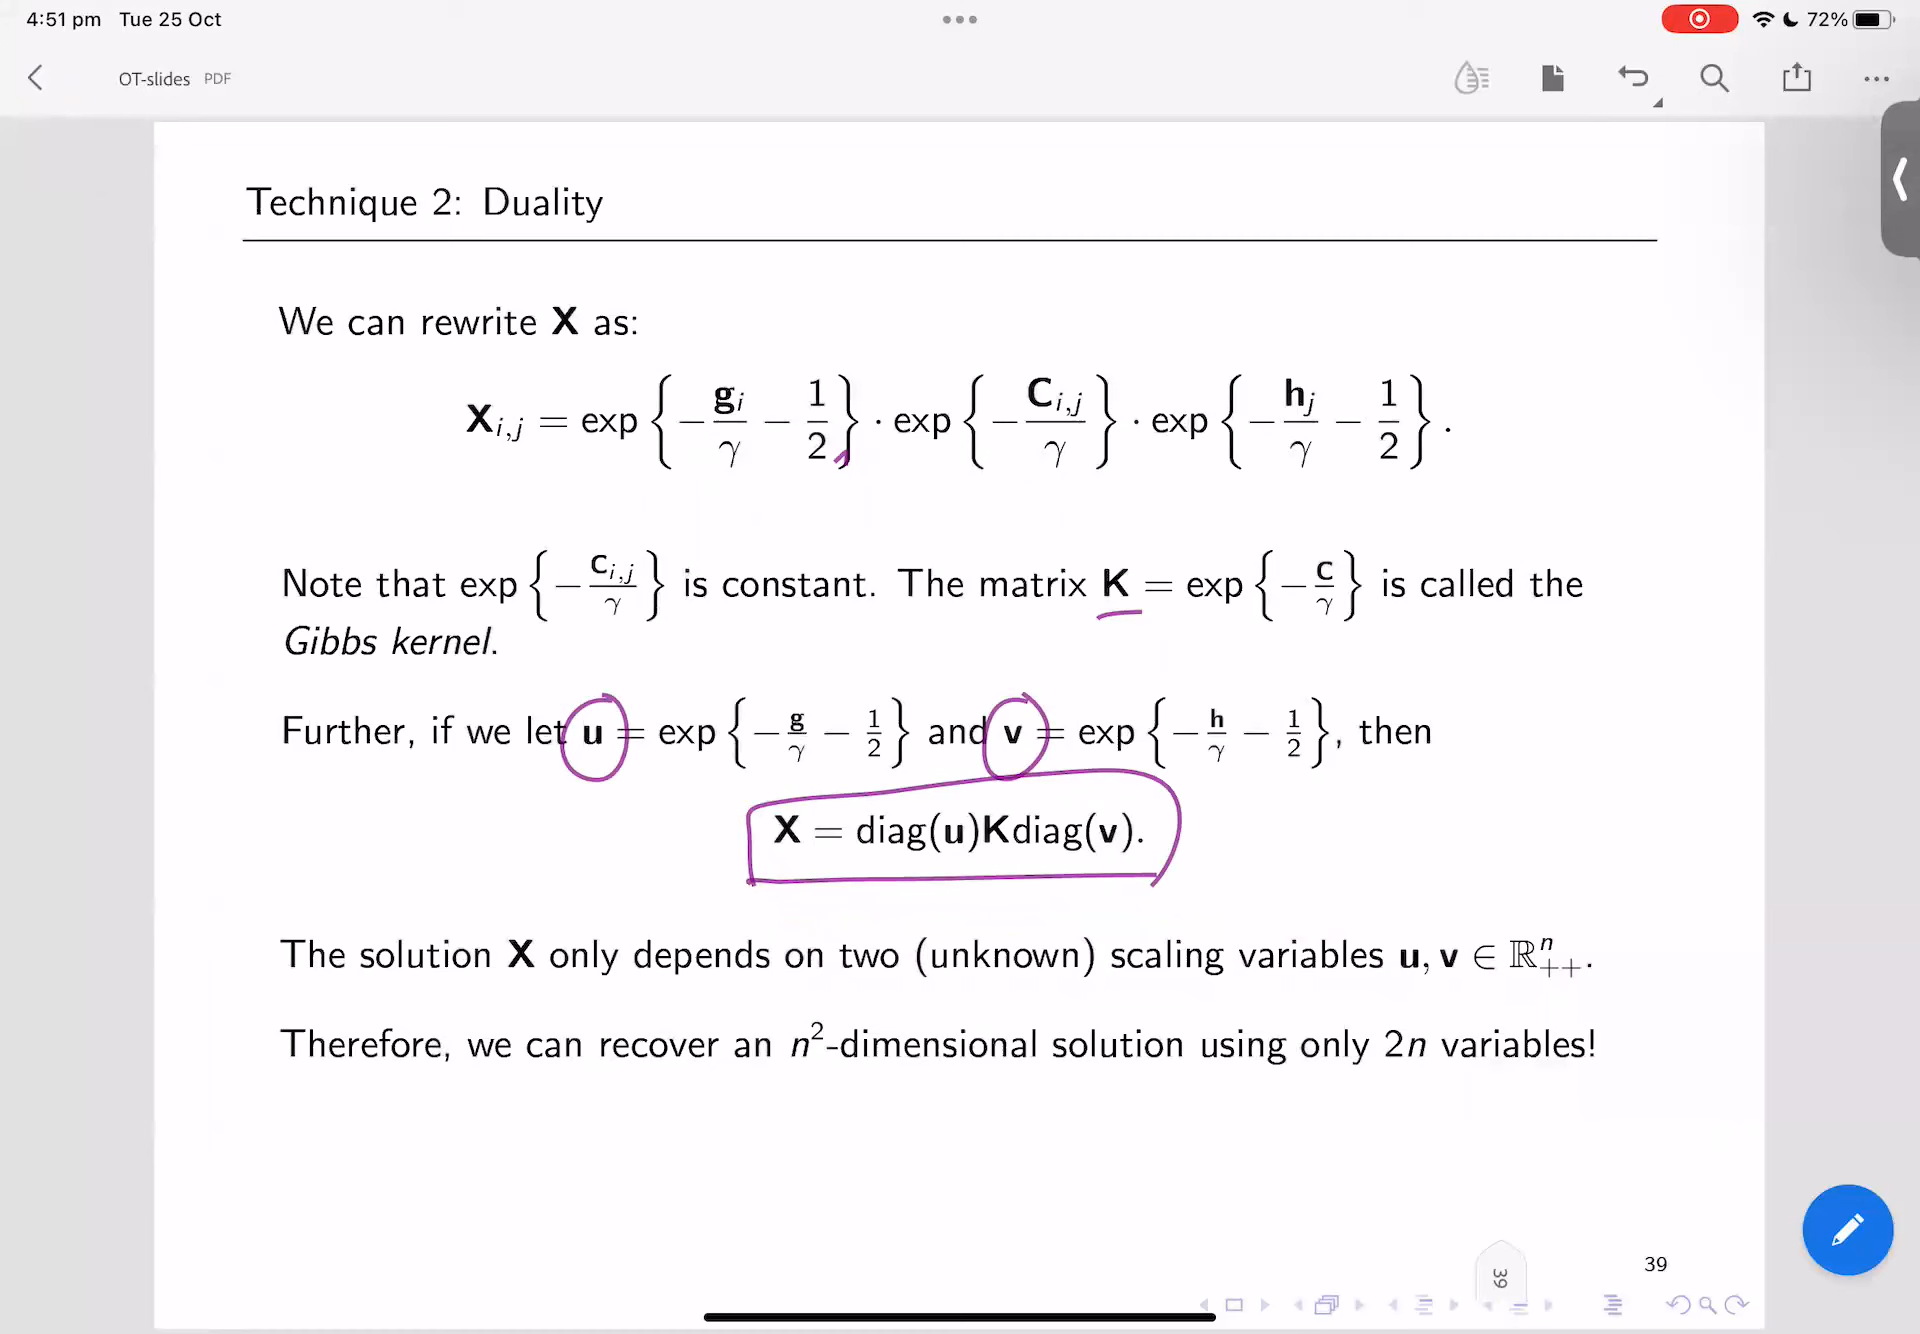 4:51 pm Tue 25 Oct
72%
OT-slides PDF
Technique 2: Duality
We can rewrite X as:
X_{i,j} = exp { − g_i/γ − 1/2 } · exp { − C_{i,j}/γ } · exp { − h_j/γ − 1/2 } .
Note that exp { − C_{i,j}/γ } is constant. The matrix K = exp { − C/γ } is called the
Gibbs kernel.
Further, if we let u = exp { − g/γ − 1/2 } and v = exp { − h/γ − 1/2 }, then
X = diag(u)Kdiag(v).
The solution X only depends on two (unknown) scaling variables u, v ∈ ℝ^n_{++}.
Therefore, we can recover an n²-dimensional solution using only 2n variables!
39
39